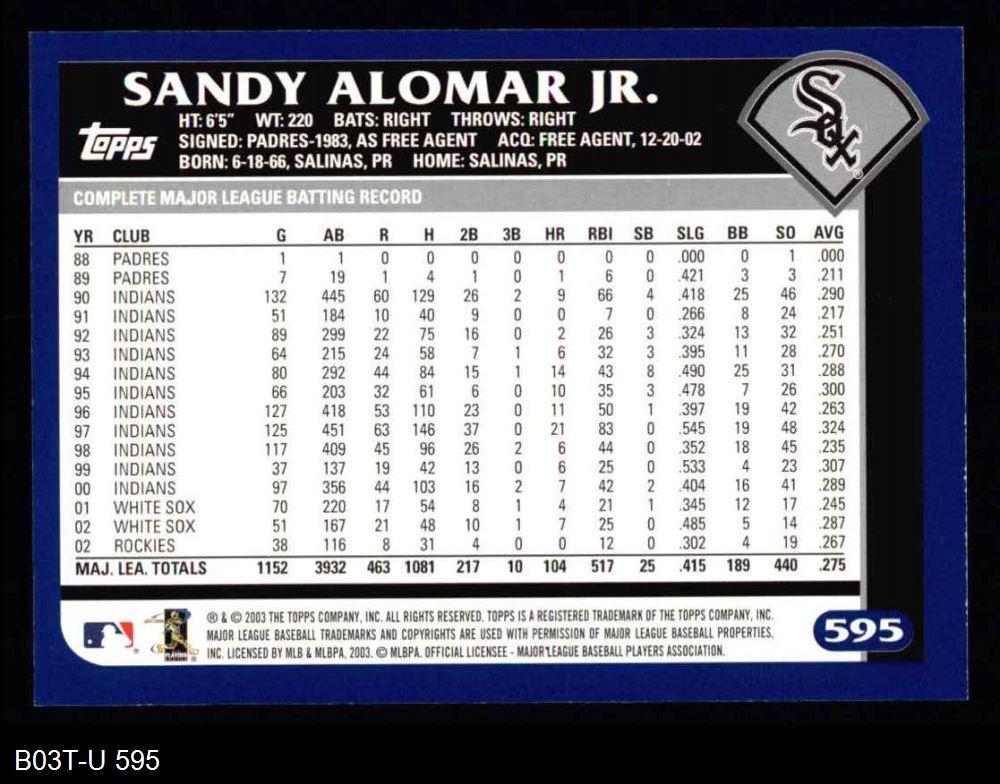 SANDY ALOMAR JR.
HT: 6'5" WT: 220 BATS: RIGHT THROWS: RIGHT
SIGNED: PADRES-1983, AS FREE AGENT ACQ: FREE AGENT, 12-20-02
BORN: 6-18-66, SALINAS, PR HOME: SALINAS, PR
Topps
Sox
COMPLETE MAJOR LEAGUE BATTING RECORD
YR CLUB G AB R H 2B 3B HR RBI SB SLG BB SO AVG
88 PADRES 1 1 0 0 0 0 0 0 0 .000 0 1 .000
89 PADRES 7 19 1 4 1 0 1 6 0 .421 3 3 .211
90 INDIANS 132 445 60 129 26 2 9 66 4 .418 25 46 .290
91 INDIANS 51 184 10 40 9 0 0 7 0 .266 8 24 .217
92 INDIANS 89 299 22 75 16 0 2 26 3 .324 13 32 .251
93 INDIANS 64 215 24 58 7 1 6 32 3 .395 11 28 .270
94 INDIANS 80 292 44 84 15 1 14 43 8 .490 25 31 .288
95 INDIANS 66 203 32 61 6 0 10 35 3 .478 7 26 .300
96 INDIANS 127 418 53 110 23 0 11 50 1 .397 19 42 .263
97 INDIANS 125 451 63 146 37 0 21 83 0 .545 19 48 .324
98 INDIANS 117 409 45 96 26 2 6 44 0 .352 18 45 .235
99 INDIANS 37 137 19 42 13 0 6 25 0 .533 4 23 .307
00 INDIANS 97 356 44 103 16 2 7 42 2 .404 16 41 .289
01 WHITE SOX 70 220 17 54 8 1 4 21 1 .345 12 17 .245
02 WHITE SOX 51 167 21 48 10 1 7 25 0 .485 5 14 .287
02 ROCKIES 38 116 8 31 4 0 0 12 0 .302 4 19 .267
MAJ. LEA. TOTALS 1152 3932 463 1081 217 10 104 517 25 .415 189 440 .275
® & © 2003 THE TOPPS COMPANY, INC. ALL RIGHTS RESERVED. TOPPS IS A REGISTERED TRADEMARK OF THE TOPPS COMPANY, INC.
MAJOR LEAGUE BASEBALL TRADEMARKS AND COPYRIGHTS ARE USED WITH PERMISSION OF MAJOR LEAGUE BASEBALL PROPERTIES,
INC. LICENSED BY MLB & MLBPA, 2003. © MLBPA. OFFICIAL LICENSEE - MAJOR LEAGUE BASEBALL PLAYERS ASSOCIATION.
PLAYERS
595
B03T-U 595